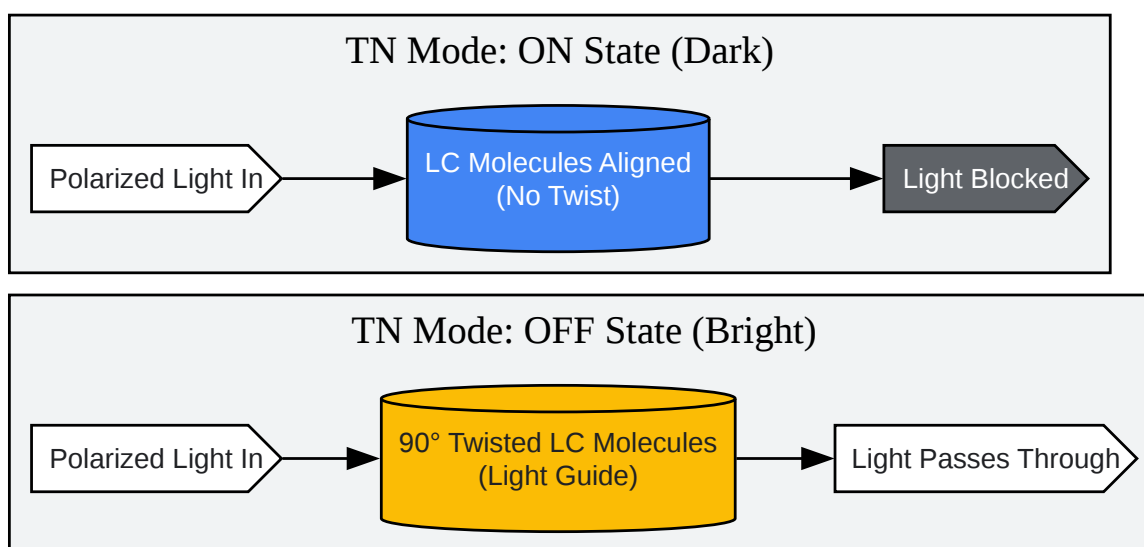 TN Mode: ON State (Dark)
Polarized Light In
LC Molecules Aligned
(No Twist)
Light Blocked
TN Mode: OFF State (Bright)
Polarized Light In
90° Twisted LC Molecules
(Light Guide)
Light Passes Through